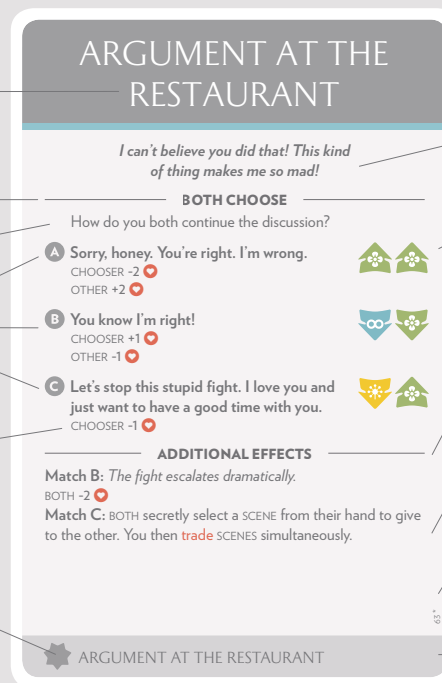 ARGUMENT AT THE
RESTAURANT
I can't believe you did that! This kind
of thing makes me so mad!
BOTH CHOOSE
How do you both continue the discussion?
A Sorry, honey. You're right. I'm wrong.
CHOOSER -2
OTHER +2
B You know I'm right!
CHOOSER +1
OTHER -1
C Let's stop this stupid fight. I love you and
just want to have a good time with you.
CHOOSER -1
ADDITIONAL EFFECTS
Match B: The fight escalates dramatically.
BOTH -2
Match C: BOTH secretly select a SCENE from their hand to give
to the other. You then trade SCENES simultaneously.
63*
ARGUMENT AT THE RESTAURANT